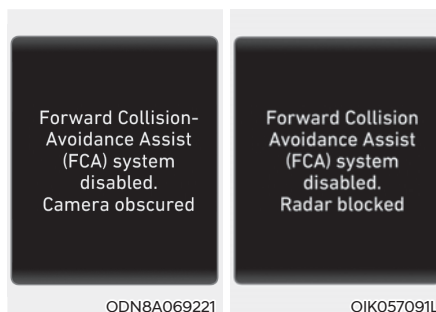 Forward Collision-
Avoidance Assist
(FCA) system
disabled.
Camera obscured
ODN8A069221
Forward Collision
Avoidance Assist
(FCA) system
disabled.
Radar blocked
OIK057091L